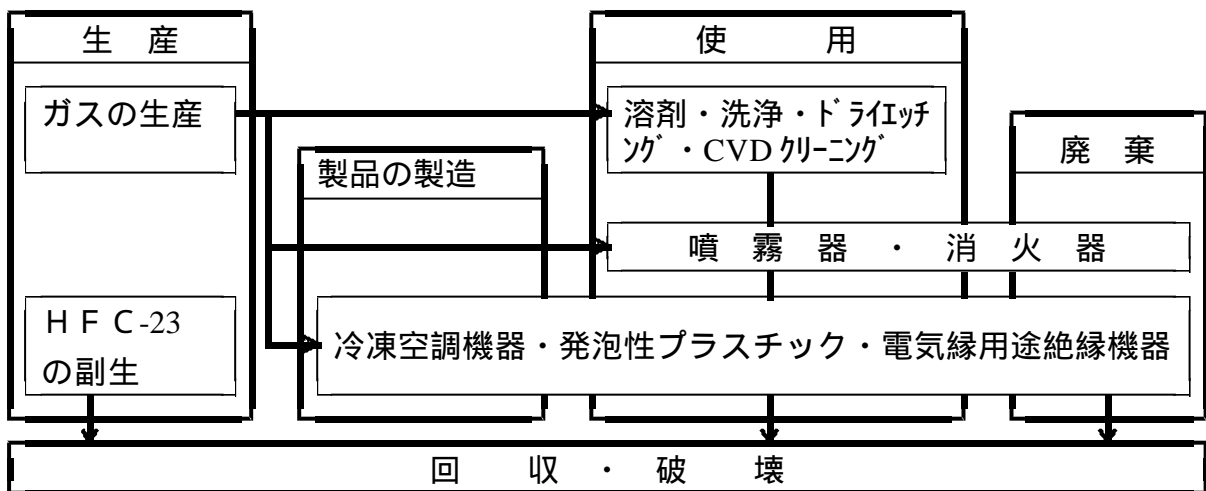 生 産
ガスの生産
HFC-23
の副生
製品の製造
使 用
溶剤・洗浄・ドライエッチ
ング・CVDクリーニング
噴 霧 器 ・ 消 火 器
冷凍空調機器・発泡性プラスチック・電気縁用途絶縁機器
廃 棄
回 収 ・ 破 壊